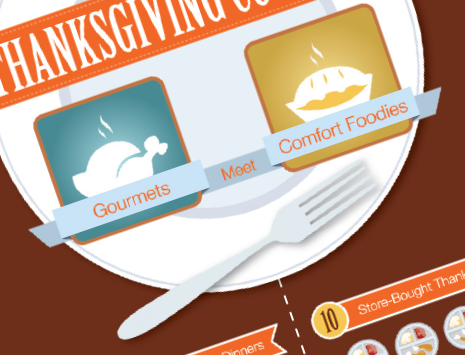 THANKSGIVING
Gourmets
Meet
Comfort Foodies
10
Store-Bought
Dinners